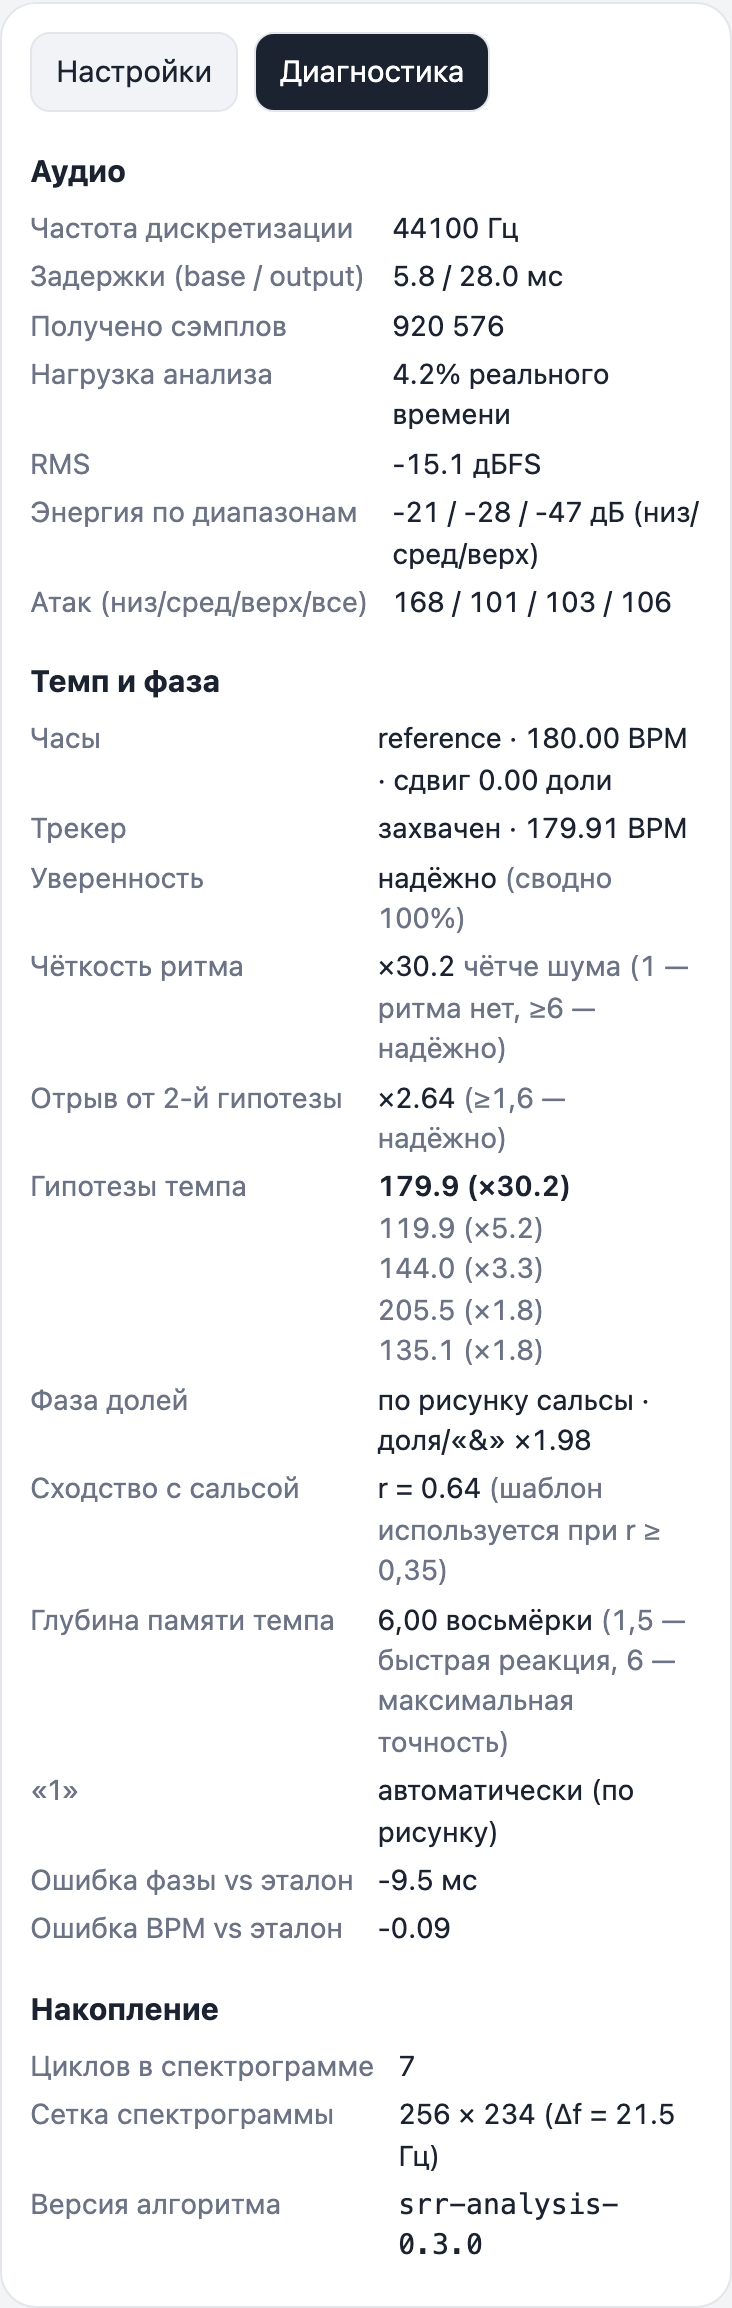 Настройки Диагностика
Аудио
Частота дискретизации 44100 Гц
Задержки (base / output) 5.8 / 28.0 мс
Получено сэмплов 920 576
Нагрузка анализа 4.2% реального
времени
RMS -15.1 дБFS
Энергия по диапазонам -21 / -28 / -47 дБ (низ/
сред/верх)
Атак (низ/сред/верх/все) 168 / 101 / 103 / 106
Темп и фаза
Часы reference · 180.00 BPM
· сдвиг 0.00 доли
Трекер захвачен · 179.91 BPM
Уверенность надёжно (сводно
100%)
Чёткость ритма ×30.2 чётче шума (1 —
ритма нет, ≥6 —
надёжно)
Отрыв от 2-й гипотезы ×2.64 (≥1,6 —
надёжно)
Гипотезы темпа 179.9 (×30.2)
119.9 (×5.2)
144.0 (×3.3)
205.5 (×1.8)
135.1 (×1.8)
Фаза долей по рисунку сальсы ·
доля/«&» ×1.98
Сходство с сальсой r = 0.64 (шаблон
используется при r ≥
0,35)
Глубина памяти темпа 6,00 восьмёрки (1,5 —
быстрая реакция, 6 —
максимальная
точность)
«1» автоматически (по
рисунку)
Ошибка фазы vs эталон -9.5 мс
Ошибка BPM vs эталон -0.09
Накопление
Циклов в спектрограмме 7
Сетка спектрограммы 256 × 234 (Δf = 21.5
Гц)
Версия алгоритма srr-analysis-
0.3.0